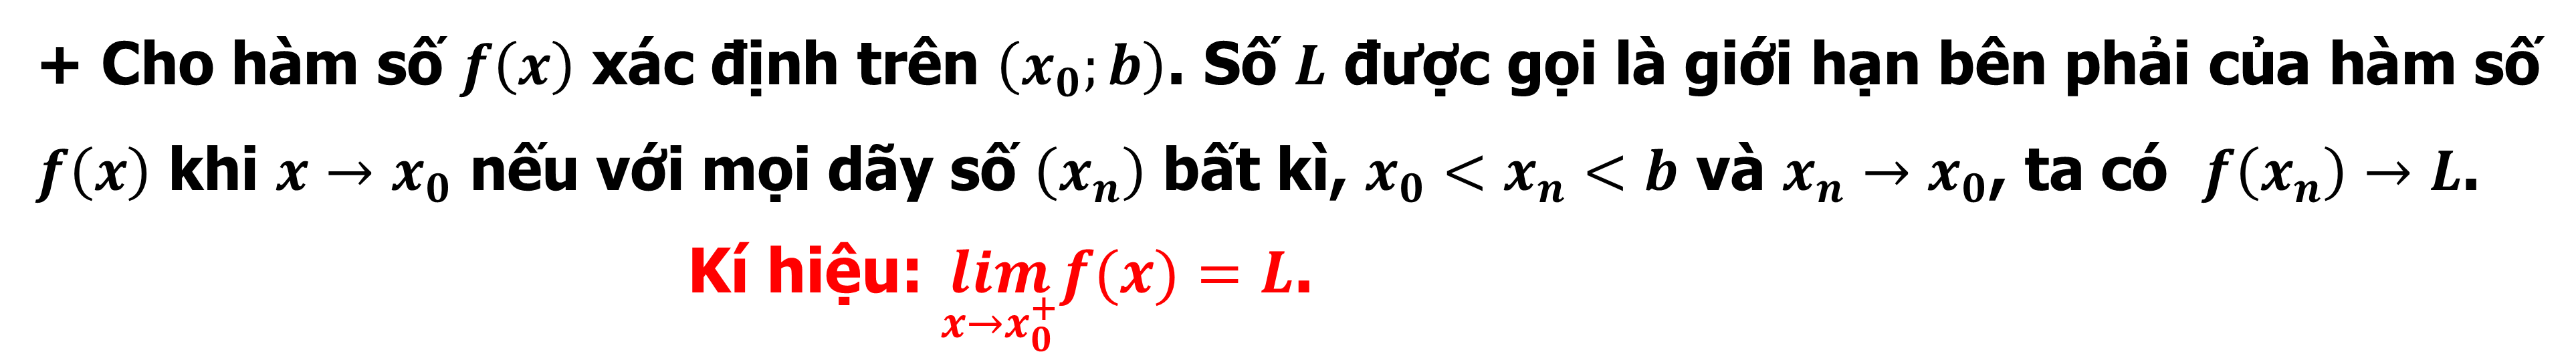 + Cho hàm số f(x) xác định trên (x₀; b). Số L được gọi là giới hạn bên phải của hàm số
f(x) khi x → x₀ nếu với mọi dãy số (xₙ) bất kì, x₀ < xₙ < b và xₙ → x₀, ta có f(xₙ) → L.
Kí hiệu: lim_{x→x₀⁺} f(x) = L.